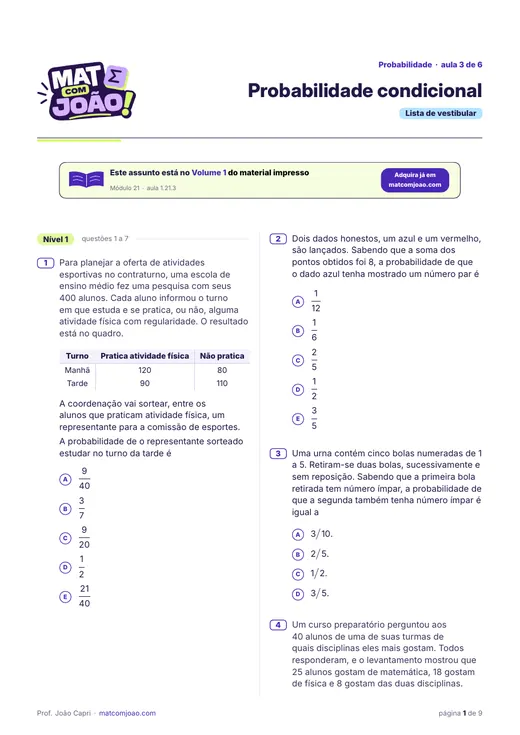 Probabilidade · aula 3 de 6
MAT Σ
COM
JOÃO!
Probabilidade condicional
Lista de vestibular
Este assunto está no Volume 1 do material impresso
Módulo 21 · aula 1.21.3
Adquira já em
matcomjoao.com
Nível 1 questões 1 a 7
1 Para planejar a oferta de atividades
esportivas no contraturno, uma escola de
ensino médio fez uma pesquisa com seus
400 alunos. Cada aluno informou o turno
em que estuda e se pratica, ou não, alguma
atividade física com regularidade. O resultado
está no quadro.
Turno Pratica atividade física Não pratica
Manhã 120 80
Tarde 90 110
A coordenação vai sortear, entre os
alunos que praticam atividade física, um
representante para a comissão de esportes.
A probabilidade de o representante sorteado
estudar no turno da tarde é
A 9/40
B 3/7
C 9/20
D 1/2
E 21/40
2 Dois dados honestos, um azul e um vermelho,
são lançados. Sabendo que a soma dos
pontos obtidos foi 8, a probabilidade de que
o dado azul tenha mostrado um número par é
A 1/12
B 1/6
C 2/5
D 1/2
E 3/5
3 Uma urna contém cinco bolas numeradas de 1
a 5. Retiram-se duas bolas, sucessivamente e
sem reposição. Sabendo que a primeira bola
retirada tem número ímpar, a probabilidade de
que a segunda também tenha número ímpar é
igual a
A 3/10.
B 2/5.
C 1/2.
D 3/5.
4 Um curso preparatório perguntou aos
40 alunos de uma de suas turmas de
quais disciplinas eles mais gostam. Todos
responderam, e o levantamento mostrou que
25 alunos gostam de matemática, 18 gostam
de física e 8 gostam das duas disciplinas.
Prof. João Capri · matcomjoao.com
página 1 de 9